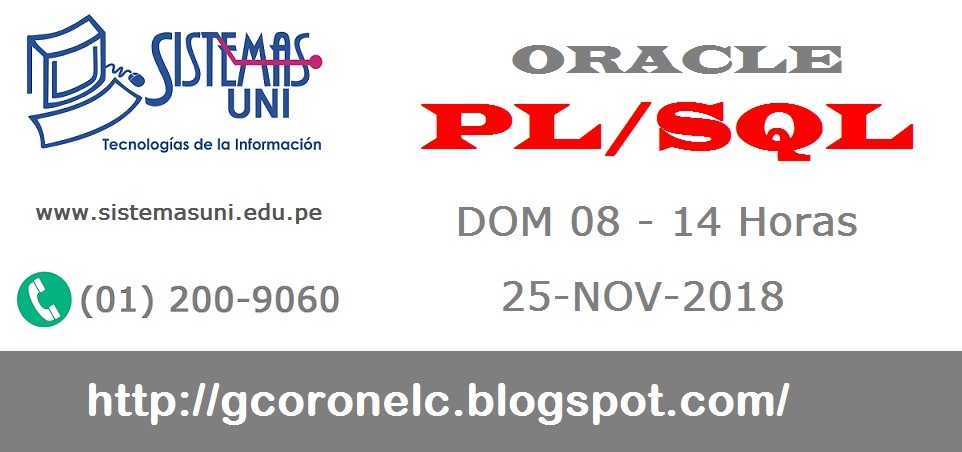 SISTEMAS
UNI
Tecnologías de la Información
www.sistemasuni.edu.pe
(01) 200-9060
ORACLE
PL/SQL
DOM 08 - 14 Horas
25-NOV-2018
http://gcoronelc.blogspot.com/